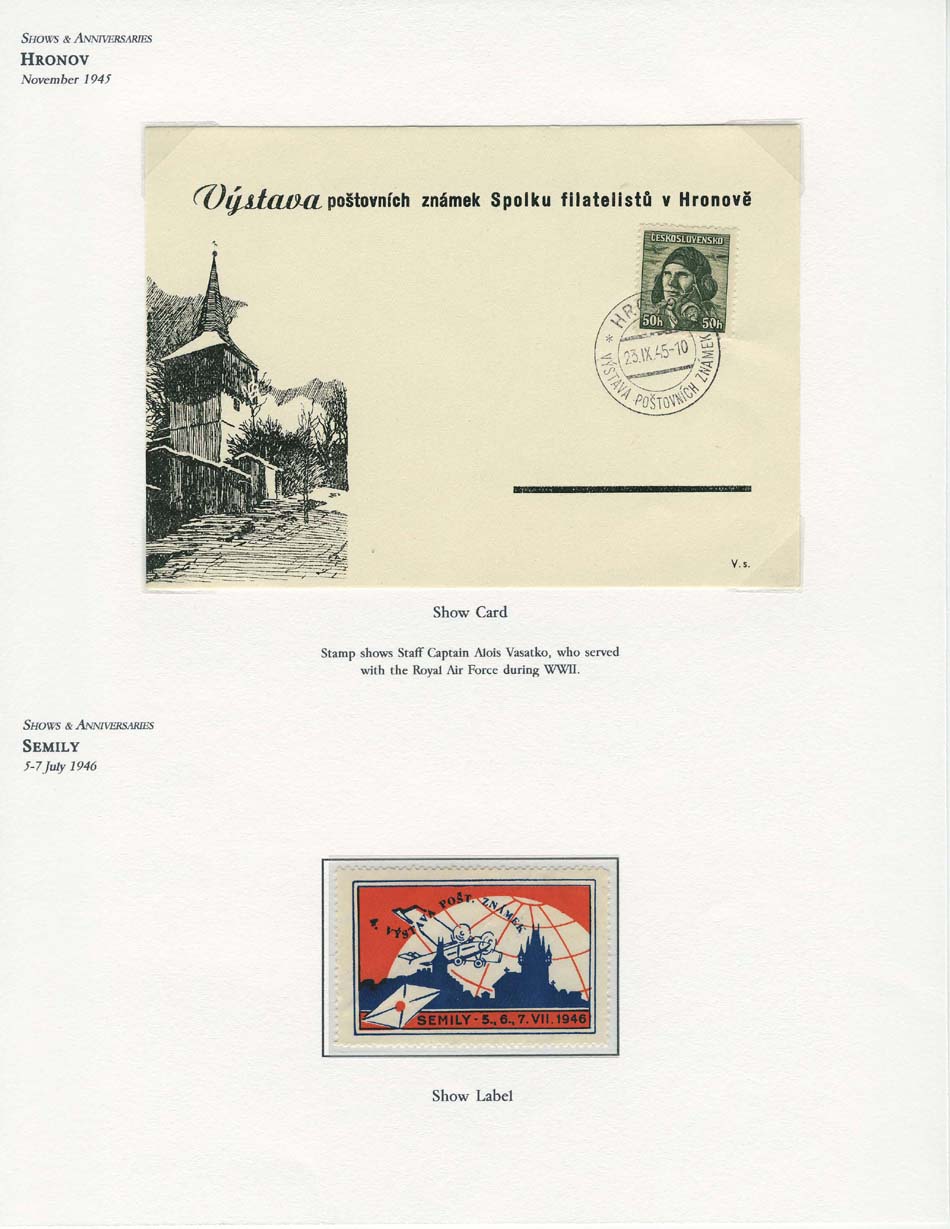 Shows & Anniversaries
Hronov
November 1945
Výstava poštovních známek Spolku filatelistů v Hronově
ČESKOSLOVENSKO
50h 50h
HRO
23.IX.45-10
* VÝSTAVA POŠTOVNÍCH ZNÁMEK
V. s.
Show Card
Stamp shows Staff Captain Alois Vasatko, who served
with the Royal Air Force during WWII.
Shows & Anniversaries
Semily
5-7 July 1946
VÝSTAVA POŠT. ZNÁMEK
SEMILY - 5., 6., 7. VII. 1946
Show Label